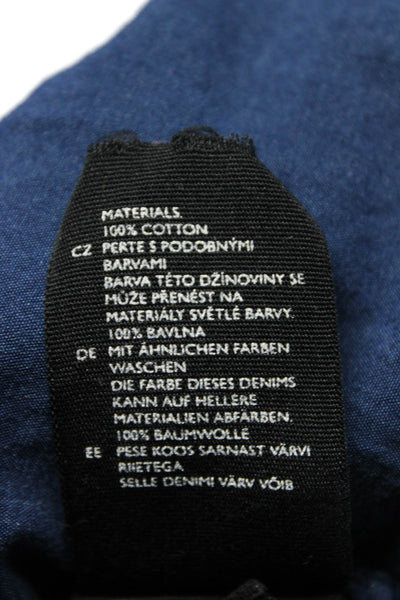 MATERIALS.
100% COTTON
CZ PERTE S PODOBNÝMI
BARVAMI
BARVA TÉTO DŽÍNOVINY SE
MŮŽE PŘENÉST NA
MATERIÁLY SVĚTLÉ BARVY.
100% BAVLNA
DE MIT ÄHNLICHEN FARBEN
WASCHEN
DIE FARBE DIESES DENIMS
KANN AUF HELLERE
MATERIALIEN ABFÄRBEN.
100% BAUMWOLLE
EE PESE KOOS SARNAST VÄRVI
RIIETEGA
SELLE DENIMI VÄRV VÕIB